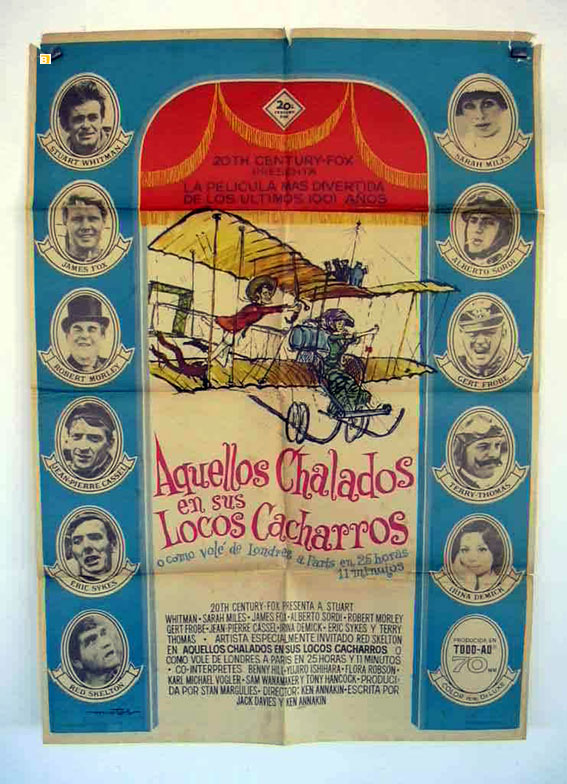 20th
CENTURY
FOX
20TH CENTURY-FOX
PRESENTA
LA PELICULA MAS DIVERTIDA
DE LOS ULTIMOS 1001 AÑOS
STUART WHITMAN
JAMES FOX
ROBERT MORLEY
JEAN-PIERRE CASSEL
ERIC SYKES
RED SKELTON
SARAH MILES
ALBERTO SORDI
GERT FROBE
TERRY-THOMAS
IRINA DEMICK
PRODUCIDA EN
TODD-AO
70 MM
COLOR POR DELUXE
Aquellos Chalados
en sus
Locos Cacharros
o como volé de Londres a Paris en 25 horas
11 minutos
20TH CENTURY-FOX PRESENTA A STUART
WHITMAN·SARAH MILES·JAMES FOX·ALBERTO SORDI·ROBERT MORLEY
GERT FROBE·JEAN-PIERRE CASSEL·IRINA DEMICK·ERIC SYKES Y TERRY
THOMAS · ARTISTA ESPECIALMENTE INVITADO RED SKELTON
EN AQUELLOS CHALADOS EN SUS LOCOS CACHARROS O
COMO VOLE DE LONDRES A PARIS EN 25 HORAS Y 11 MINUTOS
·CO-INTERPRETES BENNY HILL·YUJIRO ISHIHARA·FLORA ROBSON·
KARL MICHAEL VOGLER·SAM WANAMAKER Y TONY HANCOCK·PRODUCI-
DA POR STAN MARGULIES·DIRECTOR: KEN ANNAKIN·ESCRITA POR
JACK DAVIES Y KEN ANNAKIN